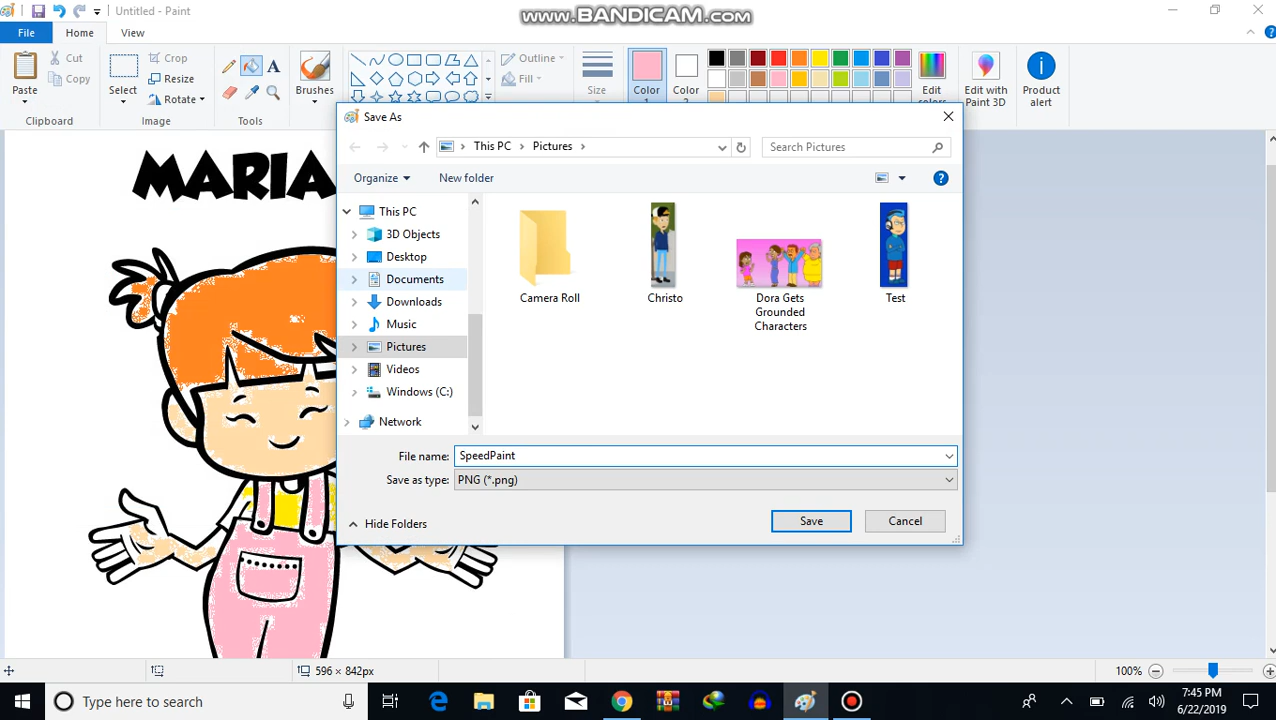 www.BANDICAM.com
Untitled - Paint
File
Home
View
Cut
Copy
Paste
Clipboard
Crop
Resize
Rotate
Select
Image
Tools
Brushes
Outline
Fill
Size
Color
1
Color
2
Edit
colors
Edit with
Paint 3D
Product
alert
MARIA
Save As
This PC
Pictures
Search Pictures
Organize
New folder
This PC
3D Objects
Desktop
Documents
Downloads
Music
Pictures
Videos
Windows (C:)
Network
Camera Roll
Christo
Dora Gets
Grounded
Characters
Test
File name: SpeedPaint
Save as type: PNG (*.png)
Hide Folders
Save
Cancel
596 × 842px
100%
Type here to search
7:45 PM
6/22/2019